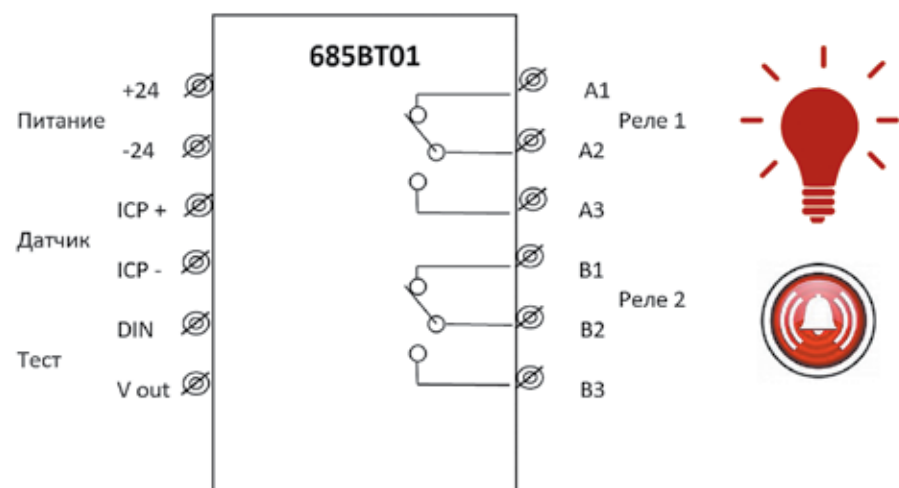 685BT01
+24
Питание
-24
ICP +
Датчик
ICP -
DIN
Тест
V out
A1
Реле 1
A2
A3
B1
Реле 2
B2
B3